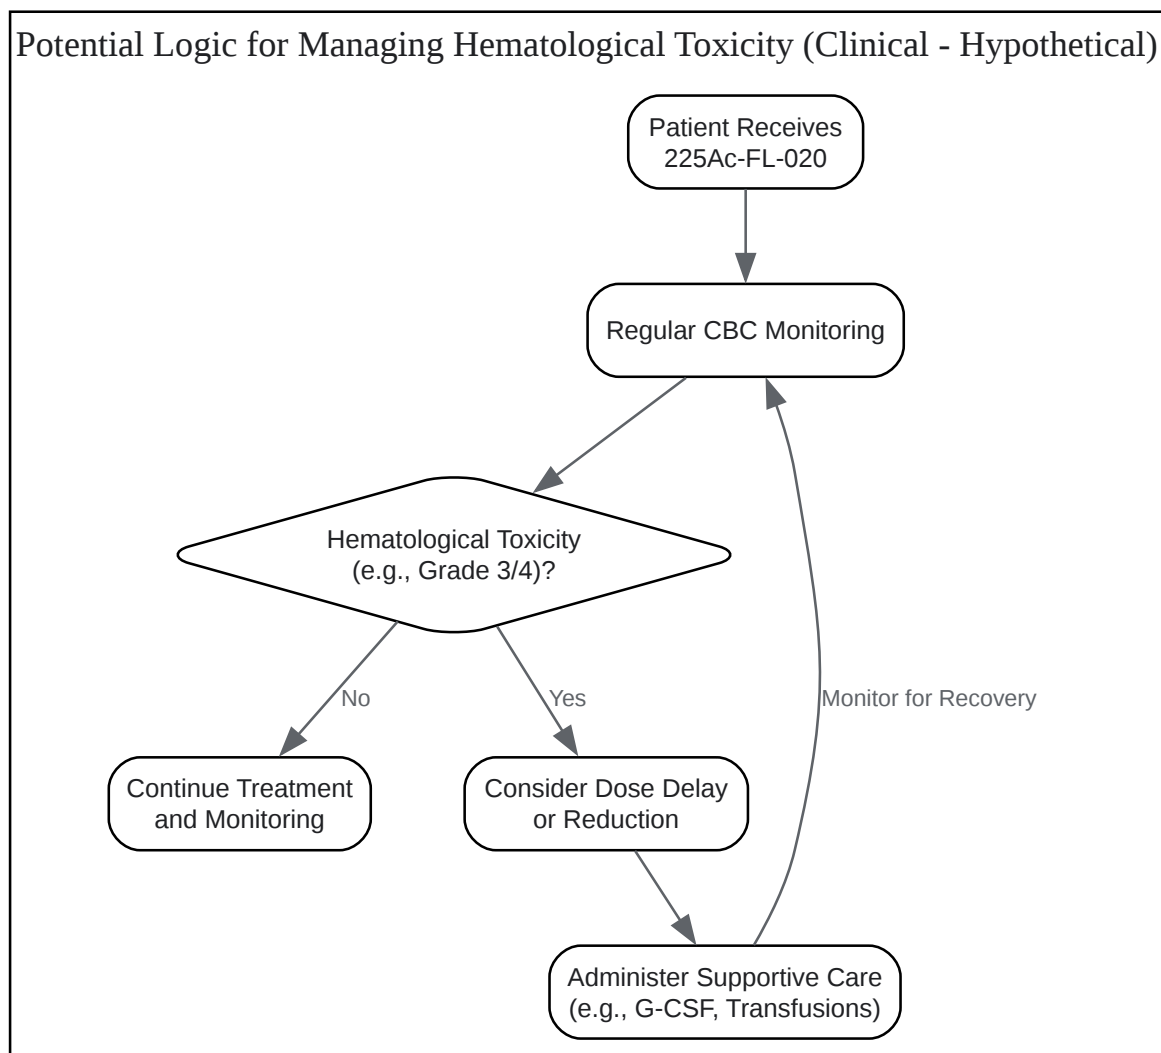 Potential Logic for Managing Hematological Toxicity (Clinical - Hypothetical)
Patient Receives
225Ac-FL-020
Regular CBC Monitoring
Hematological Toxicity
(e.g., Grade 3/4)?
No
Yes
Monitor for Recovery
Continue Treatment
and Monitoring
Consider Dose Delay
or Reduction
Administer Supportive Care
(e.g., G-CSF, Transfusions)